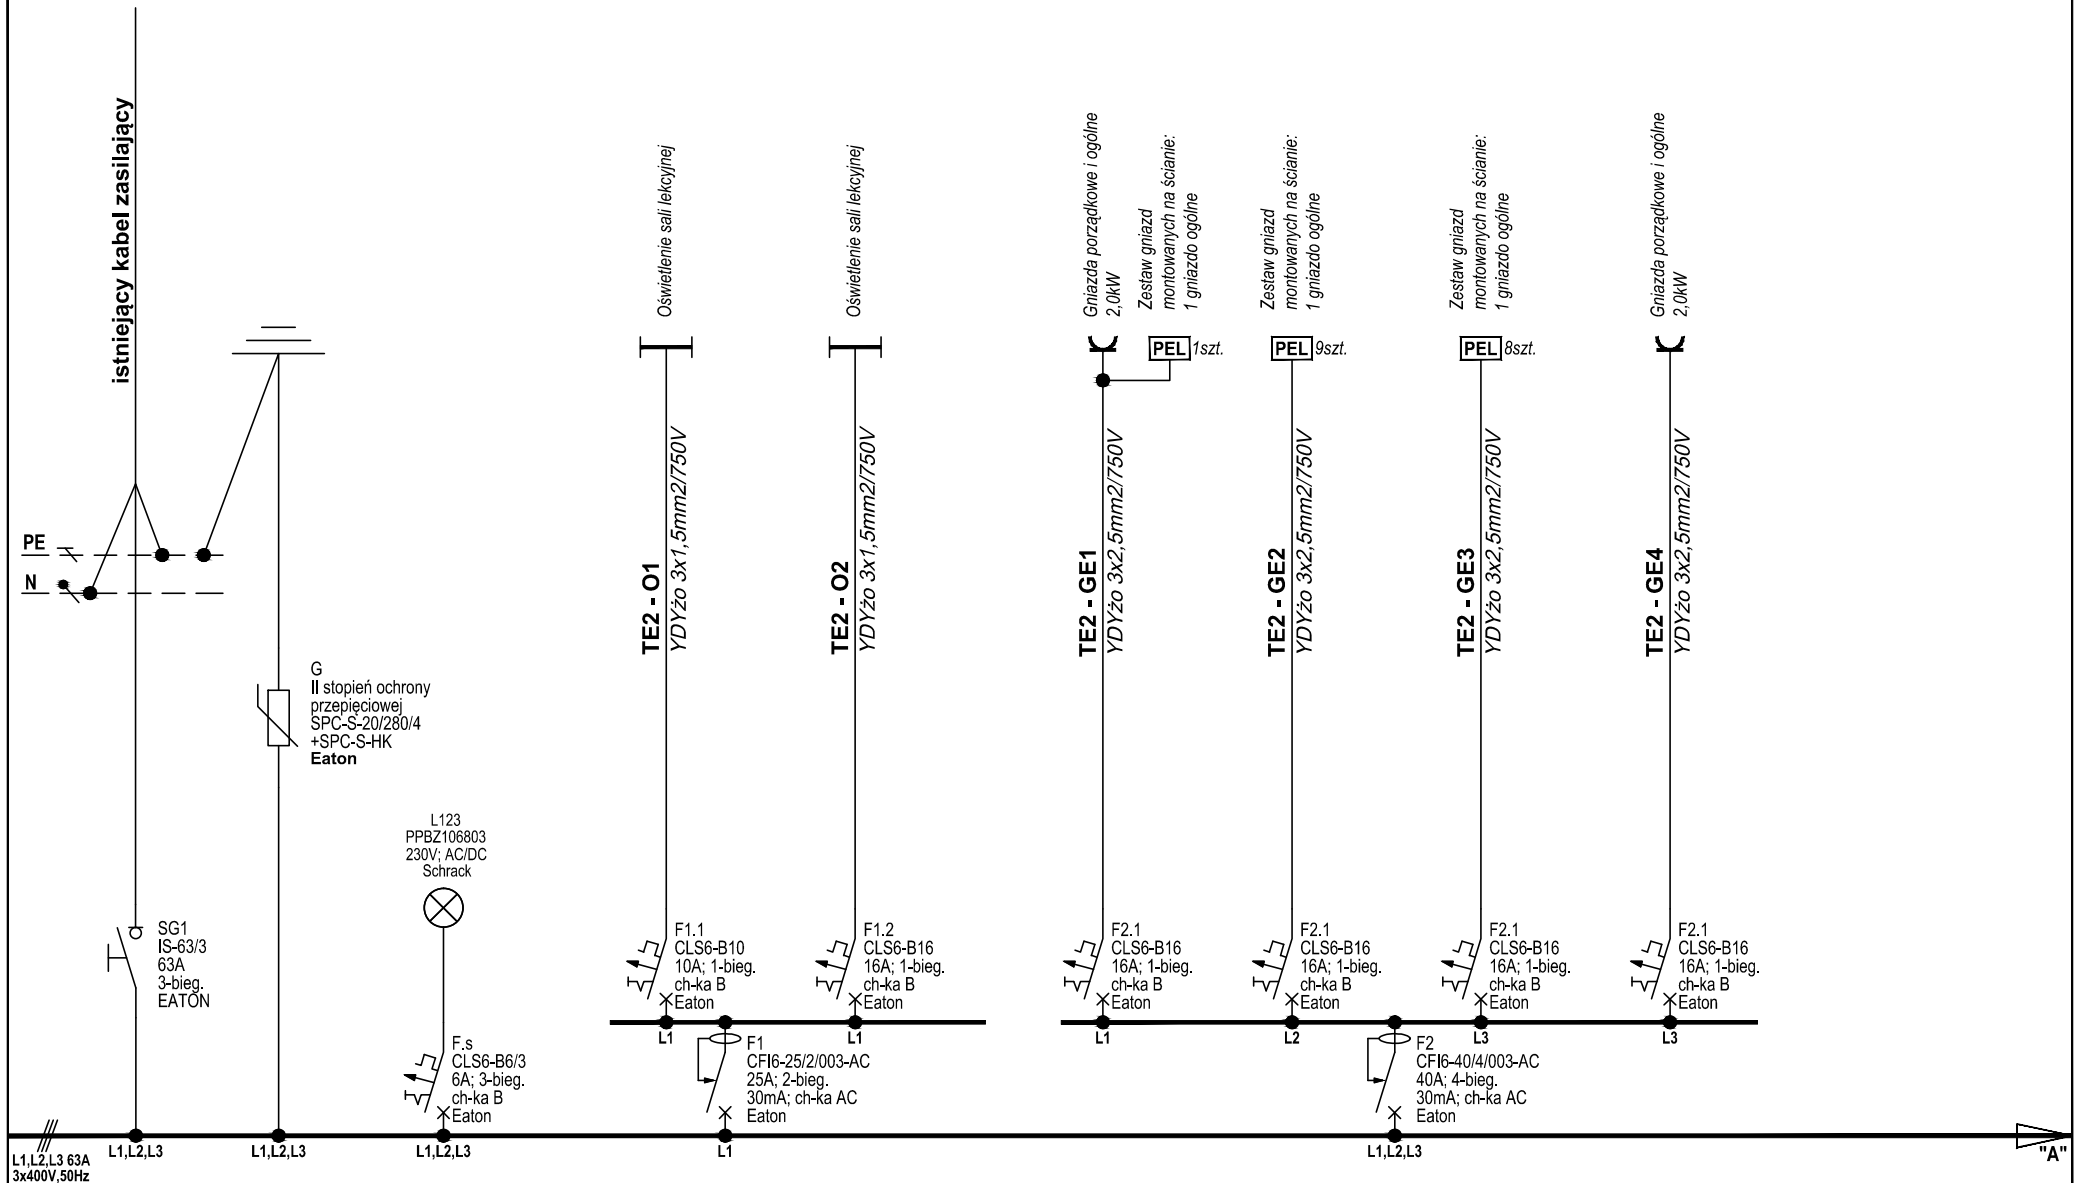 istniejący kabel zasilający
PE
N
G
II stopień ochrony
przepięciowej
SPC-S-20/280/4
+SPC-S-HK
Eaton
L123
PPBZ106803
230V; AC/DC
Schrack
SG1
IS-63/3
63A
3-bieg.
EATON
F.s
CLS6-B6/3
6A; 3-bieg.
ch-ka B
Eaton
Oświetlenie sali lekcyjnej
TE2 - O1
YDYżo 3x1,5mm2/750V
F1.1
CLS6-B10
10A; 1-bieg.
ch-ka B
Eaton
L1
Oświetlenie sali lekcyjnej
TE2 - O2
YDYżo 3x1,5mm2/750V
F1.2
CLS6-B16
16A; 1-bieg.
ch-ka B
Eaton
L1
F1
CFI6-25/2/003-AC
25A; 2-bieg.
30mA; ch-ka AC
Eaton
Gniazda porządkowe i ogólne
2,0kW
Zestaw gniazd
montowanych na ścianie:
1 gniazdo ogólne
PEL 1szt.
TE2 - GE1
YDYżo 3x2,5mm2/750V
F2.1
CLS6-B16
16A; 1-bieg.
ch-ka B
Eaton
L1
Zestaw gniazd
montowanych na ścianie:
1 gniazdo ogólne
PEL 9szt.
TE2 - GE2
YDYżo 3x2,5mm2/750V
F2.1
CLS6-B16
16A; 1-bieg.
ch-ka B
Eaton
L2
Zestaw gniazd
montowanych na ścianie:
1 gniazdo ogólne
PEL 8szt.
TE2 - GE3
YDYżo 3x2,5mm2/750V
F2.1
CLS6-B16
16A; 1-bieg.
ch-ka B
Eaton
L3
Gniazda porządkowe i ogólne
2,0kW
TE2 - GE4
YDYżo 3x2,5mm2/750V
F2.1
CLS6-B16
16A; 1-bieg.
ch-ka B
Eaton
L3
F2
CFI6-40/4/003-AC
40A; 4-bieg.
30mA; ch-ka AC
Eaton
L1,L2,L3 63A
3x400V,50Hz
L1,L2,L3
L1,L2,L3
L1,L2,L3
L1
L1,L2,L3
"A"